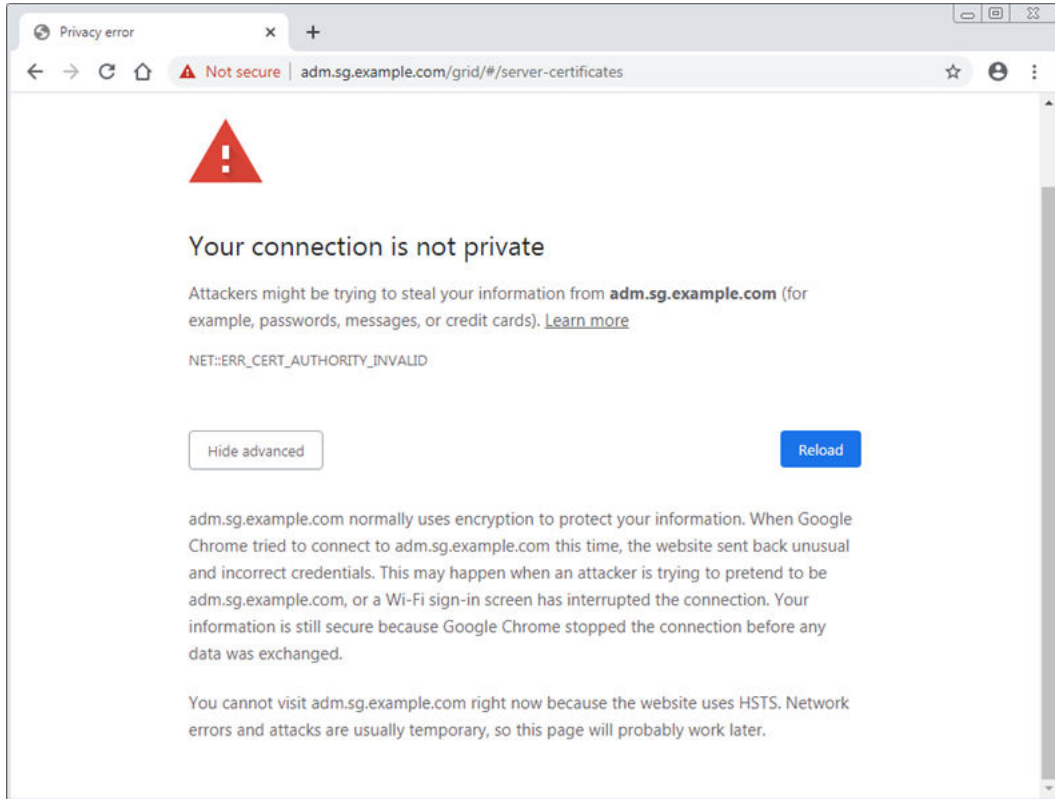 Privacy error
Not secure | adm.sg.example.com/grid/#/server-certificates
Your connection is not private
Attackers might be trying to steal your information from adm.sg.example.com (for
example, passwords, messages, or credit cards). Learn more
NET::ERR_CERT_AUTHORITY_INVALID
Hide advanced
Reload
adm.sg.example.com normally uses encryption to protect your information. When Google
Chrome tried to connect to adm.sg.example.com this time, the website sent back unusual
and incorrect credentials. This may happen when an attacker is trying to pretend to be
adm.sg.example.com, or a Wi-Fi sign-in screen has interrupted the connection. Your
information is still secure because Google Chrome stopped the connection before any
data was exchanged.
You cannot visit adm.sg.example.com right now because the website uses HSTS. Network
errors and attacks are usually temporary, so this page will probably work later.